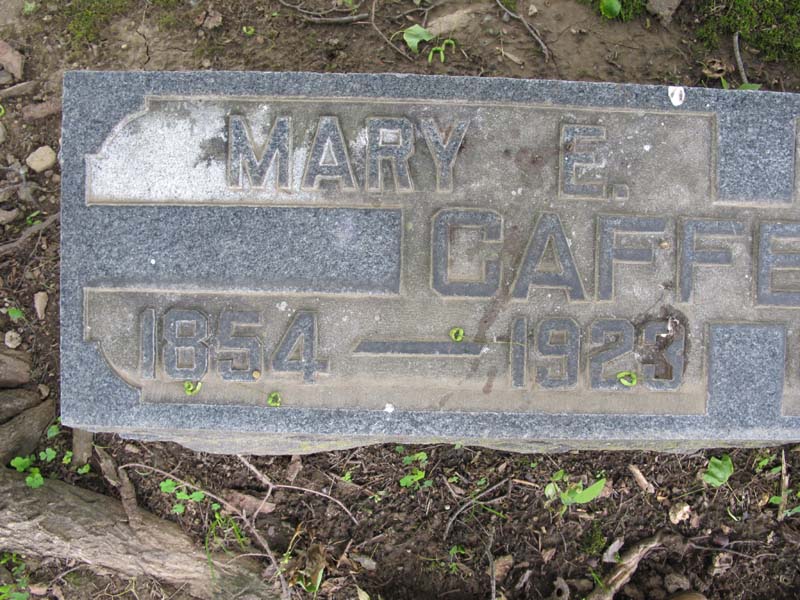 MARY E.
CAFFE
1854 — 1923